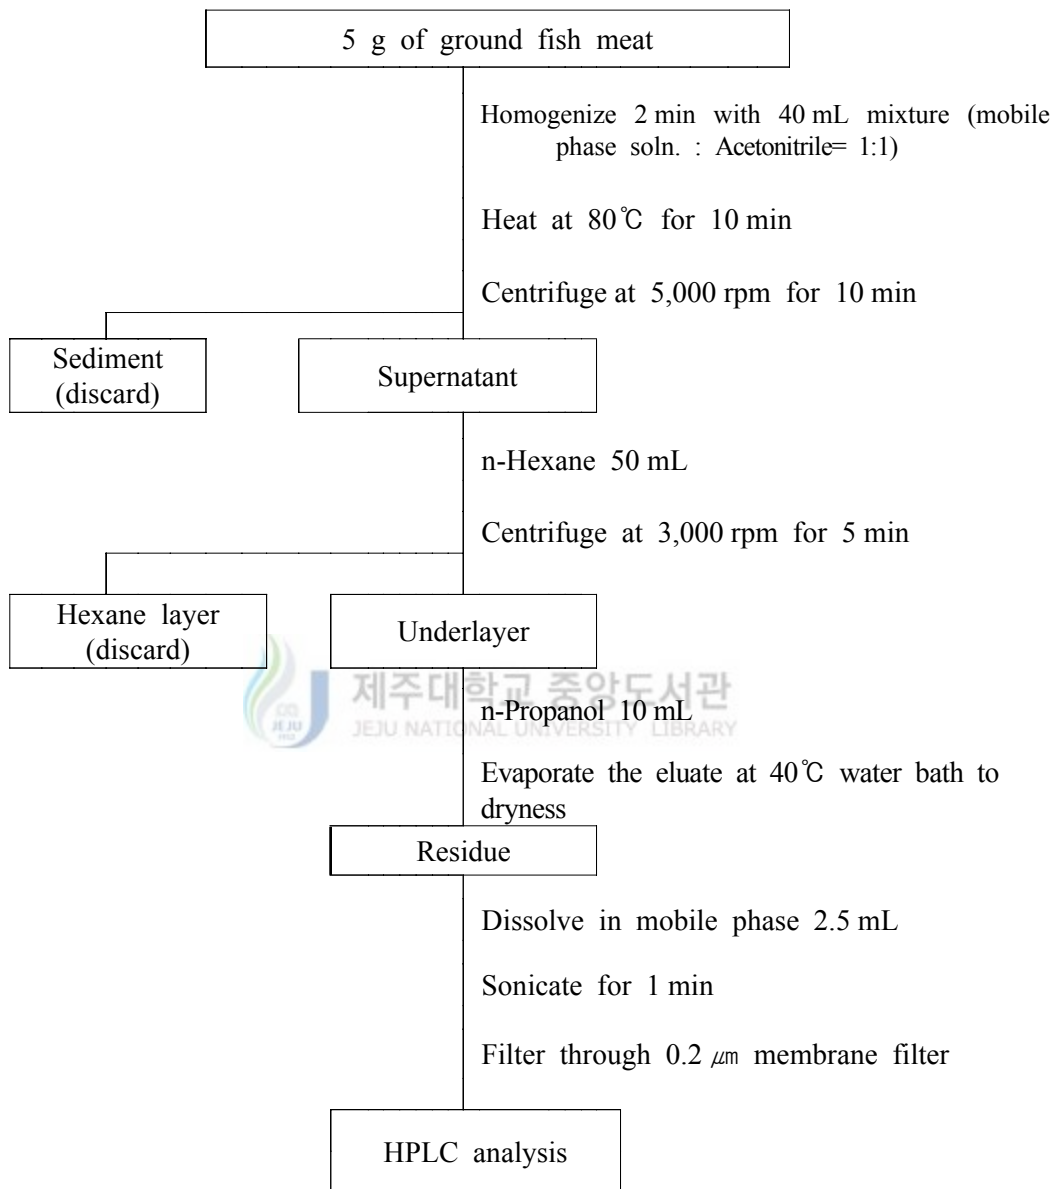 5 g of ground fish meat
Homogenize 2 min with 40 mL mixture (mobile
phase soln. : Acetonitrile= 1:1)
Heat at 80℃ for 10 min
Centrifuge at 5,000 rpm for 10 min
Sediment
(discard)
Supernatant
n-Hexane 50 mL
Centrifuge at 3,000 rpm for 5 min
Hexane layer
(discard)
Underlayer
제주대학교 중앙도서관
JEJU NATIONAL UNIVERSITY LIBRARY
JEJU
1952
n-Propanol 10 mL
Evaporate the eluate at 40℃ water bath to
dryness
Residue
Dissolve in mobile phase 2.5 mL
Sonicate for 1 min
Filter through 0.2 ㎛ membrane filter
HPLC analysis